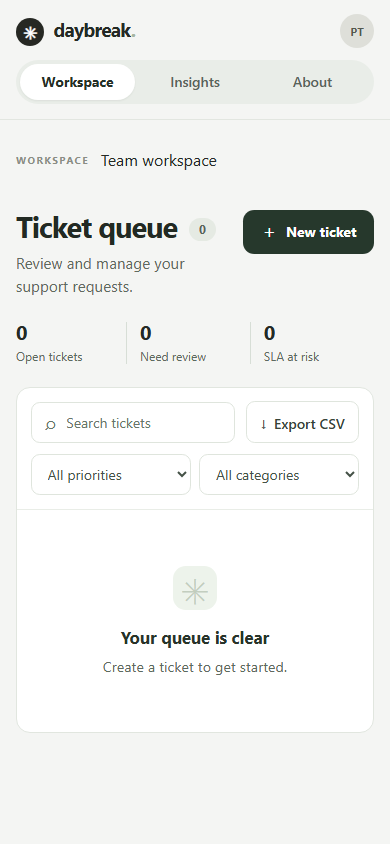 daybreak.
PT
Workspace
Insights
About
WORKSPACE Team workspace
Ticket queue 0
+ New ticket
Review and manage your
support requests.
0
Open tickets
0
Need review
0
SLA at risk
Search tickets
↓ Export CSV
All priorities
All categories
Your queue is clear
Create a ticket to get started.